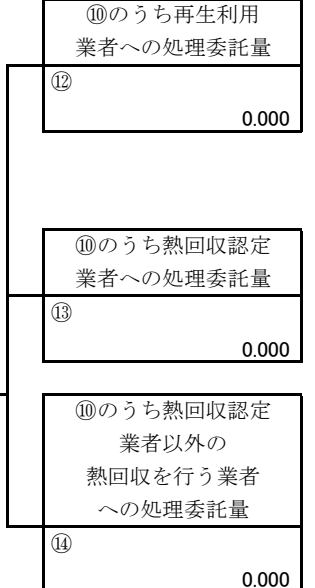 ⑩のうち再生利用
業者への処理委託量
⑫
0.000
⑩のうち熱回収認定
業者への処理委託量
⑬
0.000
⑩のうち熱回収認定
業者以外の
熱回収を行う業者
への処理委託量
⑭
0.000